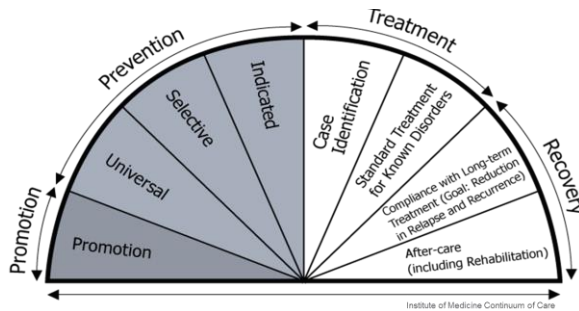 Promotion
Prevention
Treatment
Recovery
Promotion
Universal
Selective
Indicated
Case
Identification
Standard Treatment
for Known Disorders
Compliance with Long-term
Treatment (Goal: Reduction
in Relapse and Recurrence)
After-care
(including Rehabilitation)
Institute of Medicine Continuum of Care